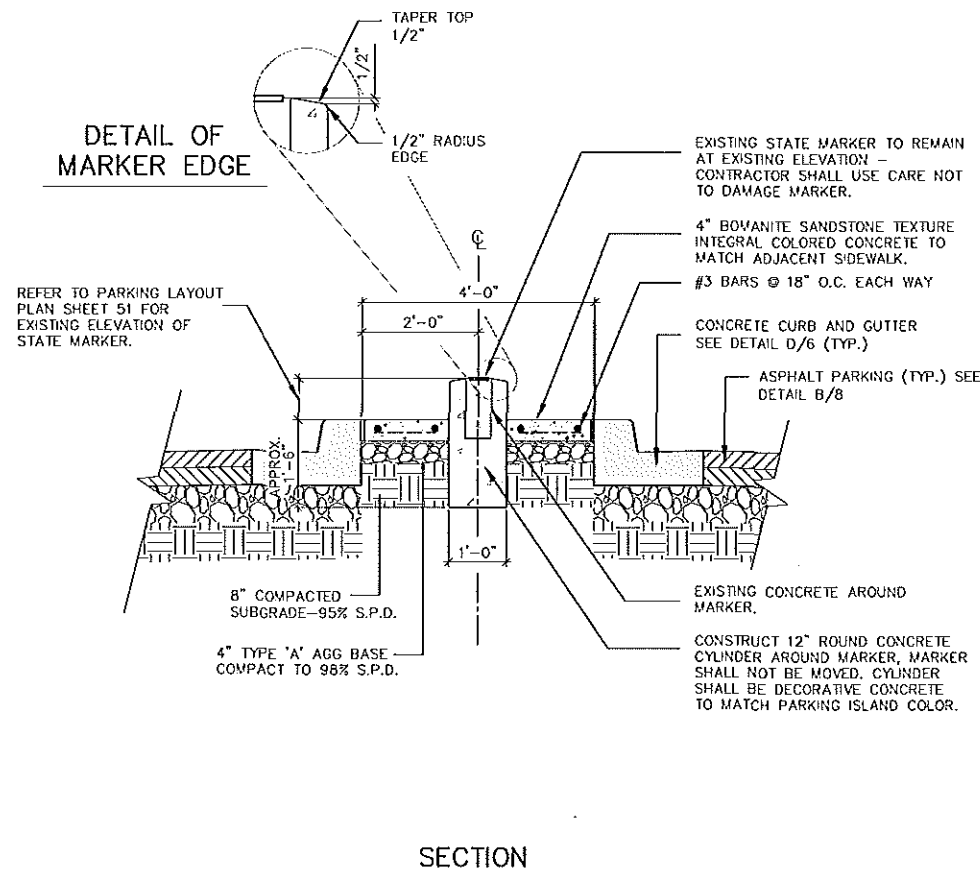 TAPER TOP
1/2"
1/2"
DETAIL OF
MARKER EDGE
1/2" RADIUS
EDGE
EXISTING STATE MARKER TO REMAIN
AT EXISTING ELEVATION –
CONTRACTOR SHALL USE CARE NOT
TO DAMAGE MARKER.
4" BOMANITE SANDSTONE TEXTURE
INTEGRAL COLORED CONCRETE TO
MATCH ADJACENT SIDEWALK.
#3 BARS @ 18" O.C. EACH WAY
CONCRETE CURB AND GUTTER
SEE DETAIL D/6 (TYP.)
ASPHALT PARKING (TYP.) SEE
DETAIL B/8
REFER TO PARKING LAYOUT
PLAN SHEET 51 FOR
EXISTING ELEVATION OF
STATE MARKER.
℄
4'-0"
2'-0"
APPROX.
1'-6"
1'-0"
8" COMPACTED
SUBGRADE-95% S.P.D.
4" TYPE 'A' AGG BASE
COMPACT TO 98% S.P.D.
EXISTING CONCRETE AROUND
MARKER.
CONSTRUCT 12" ROUND CONCRETE
CYLINDER AROUND MARKER, MARKER
SHALL NOT BE MOVED. CYLINDER
SHALL BE DECORATIVE CONCRETE
TO MATCH PARKING ISLAND COLOR.
SECTION